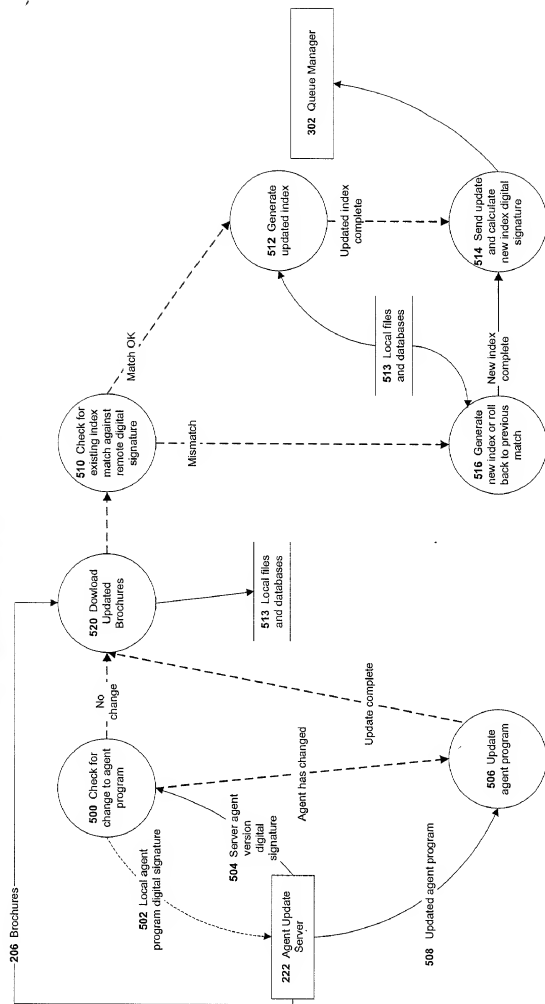 206 Brochures
500 Check for
change to agent
program
No
change
520 Dowload
Updated
Brochures
510 Check for
existing index
match against
remote digital
signature
Match OK
Mismatch
512 Generate
updated index
Updated index
complete
302 Queue Manager
502 Local agent
program digital signature
504 Server agent
version
digital
signature
Agent has changed
Update complete
513 Local files
and databases
513 Local files
and databases
222 Agent Update
Server
508 Updated agent program
506 Update
agent program
516 Generate
new index or roll
back to previous
match
New index
complete
514 Send update
and calculate
new index digital
signature